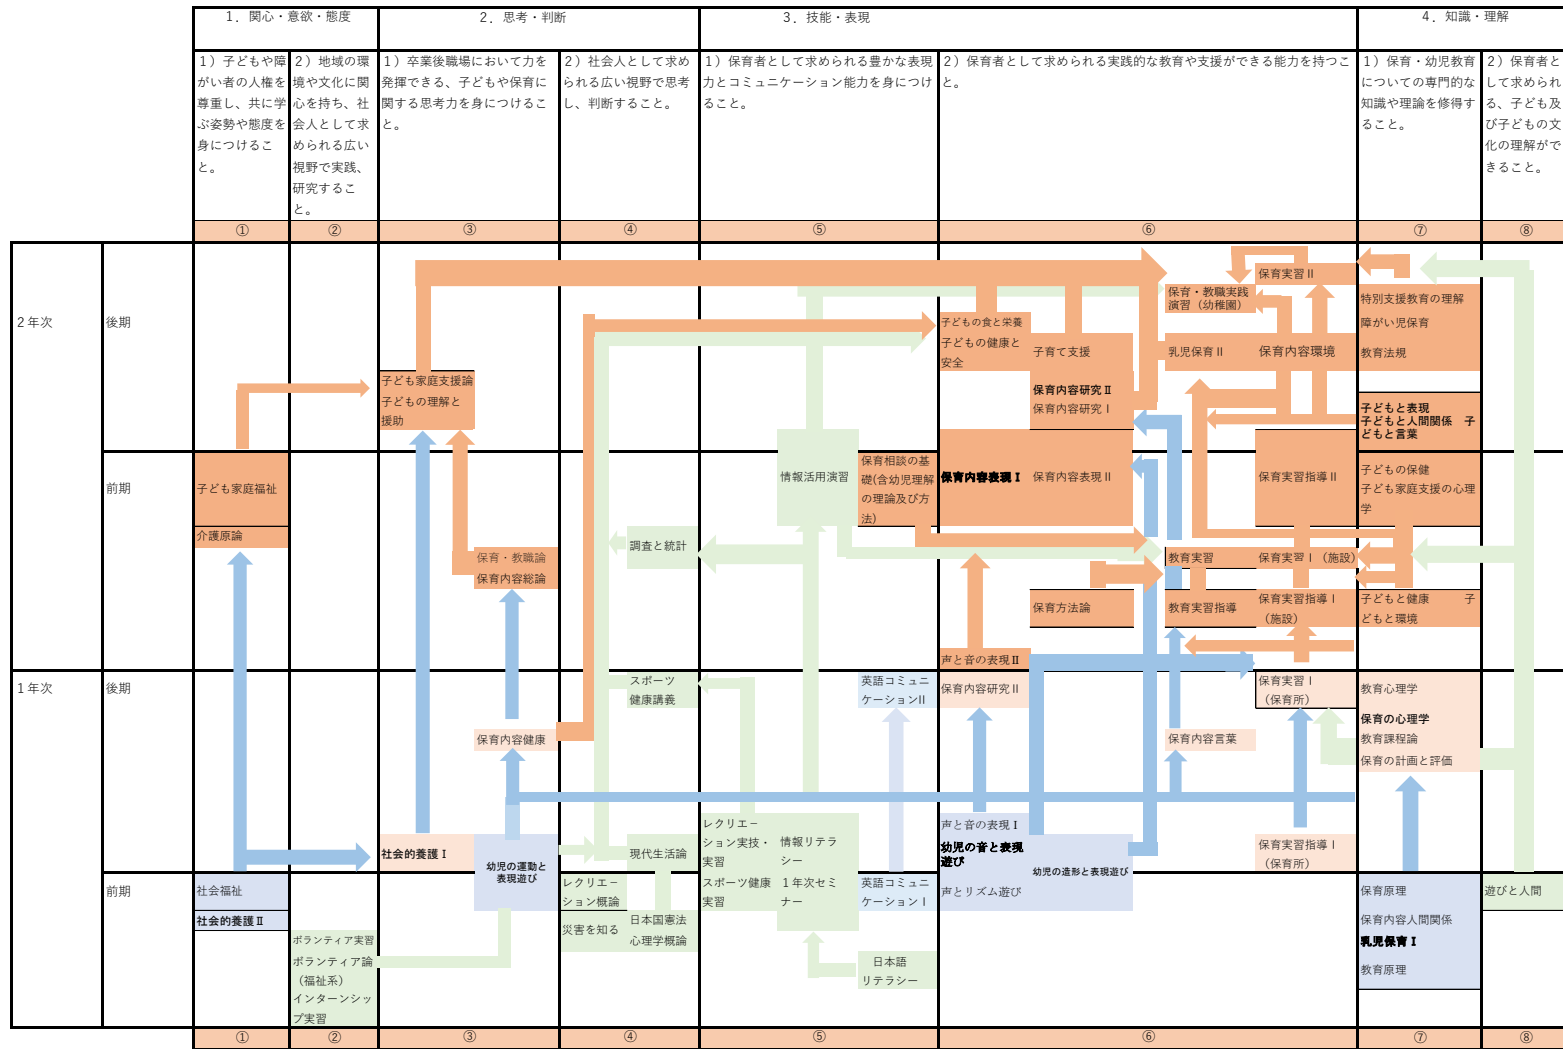 1．関心・意欲・態度
2．思考・判断
3．技能・表現
4．知識・理解
1）子どもや障
がい者の人権を
尊重し、共に学
ぶ姿勢や態度を
身につけるこ
と。
2）地域の環
境や文化に関
心を持ち、社
会人として求
められる広い
視野で実践、
研究するこ
と。
1）卒業後職場において力を
発揮できる、子どもや保育に
関する思考力を身につけるこ
と。
2）社会人として求め
られる広い視野で思考
し、判断すること。
1）保育者として求められる豊かな表現
力とコミュニケーション能力を身につけ
ること。
2）保育者として求められる実践的な教育や支援ができる能力を持つこ
と。
1）保育・幼児教育
についての専門的な
知識や理論を修得す
ること。
2）保育者と
して求められ
る、子ども及
び子どもの文
化の理解がで
きること。
① ② ③ ④ ⑤ ⑥ ⑦ ⑧
2年次
後期
保育実習Ⅱ
保育・教職実践
演習（幼稚園）
特別支援教育の理解
障がい児保育
教育法規
子どもの食と栄養
子どもの健康と
安全
子育て支援
乳児保育Ⅱ
保育内容環境
子ども家庭支援論
子どもの理解と
援助
保育内容研究Ⅱ
保育内容研究Ⅰ
子どもと表現
子どもと人間関係　子
どもと言葉
前期
子ども家庭福祉
介護原論
情報活用演習
保育相談の基
礎(含幼児理解
の理論及び方
法)
保育内容表現Ⅰ
保育内容表現Ⅱ
保育実習指導Ⅱ
子どもの保健
子ども家庭支援の心理
学
保育・教職論
保育内容総論
調査と統計
教育実習
保育実習Ⅰ（施設）
保育方法論
教育実習指導
保育実習指導Ⅰ
（施設）
子どもと健康　　子
どもと環境
声と音の表現Ⅱ
1年次
後期
スポーツ
健康講義
英語コミュニ
ケーションII
保育内容研究Ⅱ
保育実習Ⅰ
（保育所）
教育心理学
保育の心理学
教育課程論
保育の計画と評価
保育内容健康
保育内容言葉
社会的養護Ⅰ
幼児の運動と
表現遊び
現代生活論
レクリエー
ション実技・
実習
スポーツ健康
実習
情報リテラ
シー
１年次セミ
ナー
声と音の表現Ⅰ
幼児の音と表現
遊び
声とリズム遊び
幼児の造形と表現遊び
保育実習指導Ⅰ
（保育所）
前期
社会福祉
社会的養護Ⅱ
レクリエー
ション概論
災害を知る
日本国憲法
心理学概論
英語コミュニ
ケーションⅠ
保育原理
保育内容人間関係
乳児保育Ⅰ
教育原理
遊びと人間
ボランティア実習
ボランティア論
（福祉系）
インターンシッ
プ実習
日本語
リテラシー
① ② ③ ④ ⑤ ⑥ ⑦ ⑧